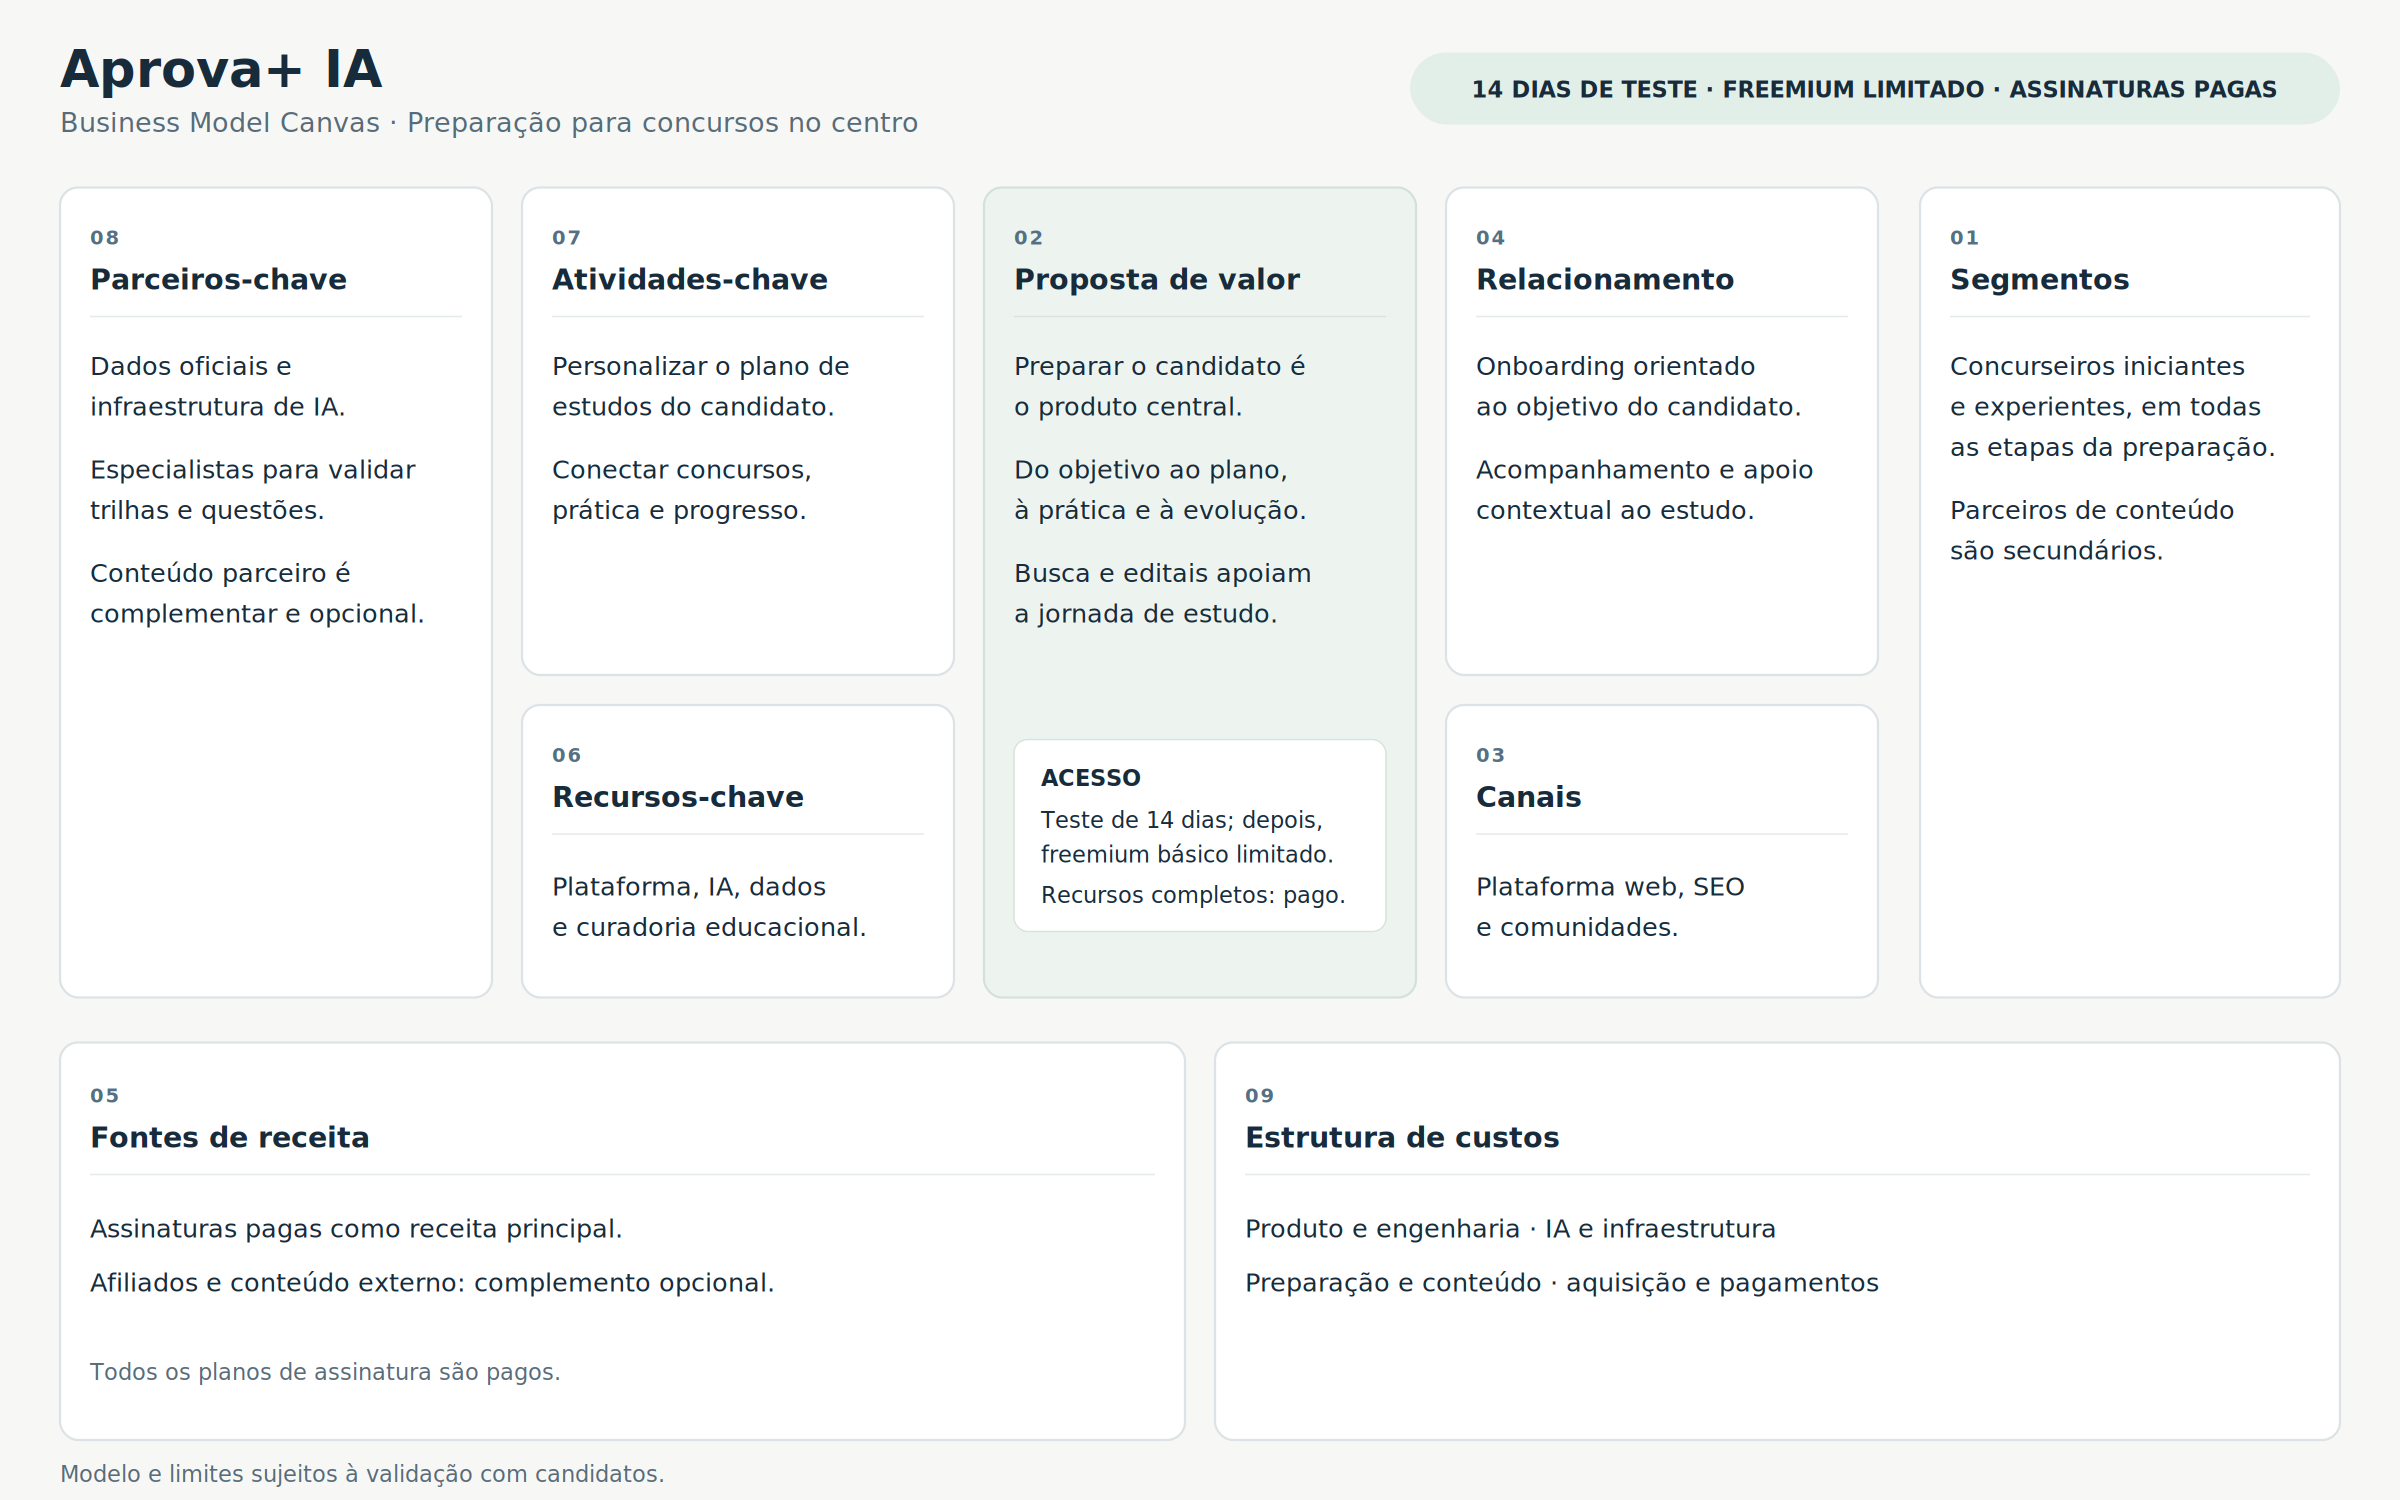 Aprova+ IA
Business Model Canvas · Preparação para concursos no centro
14 DIAS DE TESTE · FREEMIUM LIMITADO · ASSINATURAS PAGAS
08
Parceiros-chave
Dados oficiais e
infraestrutura de IA.
Especialistas para validar
trilhas e questões.
Conteúdo parceiro é
complementar e opcional.
07
Atividades-chave
Personalizar o plano de
estudos do candidato.
Conectar concursos,
prática e progresso.
06
Recursos-chave
Plataforma, IA, dados
e curadoria educacional.
02
Proposta de valor
Preparar o candidato é
o produto central.
Do objetivo ao plano,
à prática e à evolução.
Busca e editais apoiam
a jornada de estudo.
ACESSO
Teste de 14 dias; depois,
freemium básico limitado.
Recursos completos: pago.
04
Relacionamento
Onboarding orientado
ao objetivo do candidato.
Acompanhamento e apoio
contextual ao estudo.
03
Canais
Plataforma web, SEO
e comunidades.
01
Segmentos
Concurseiros iniciantes
e experientes, em todas
as etapas da preparação.
Parceiros de conteúdo
são secundários.
05
Fontes de receita
Assinaturas pagas como receita principal.
Afiliados e conteúdo externo: complemento opcional.
Todos os planos de assinatura são pagos.
09
Estrutura de custos
Produto e engenharia · IA e infraestrutura
Preparação e conteúdo · aquisição e pagamentos
Modelo e limites sujeitos à validação com candidatos.